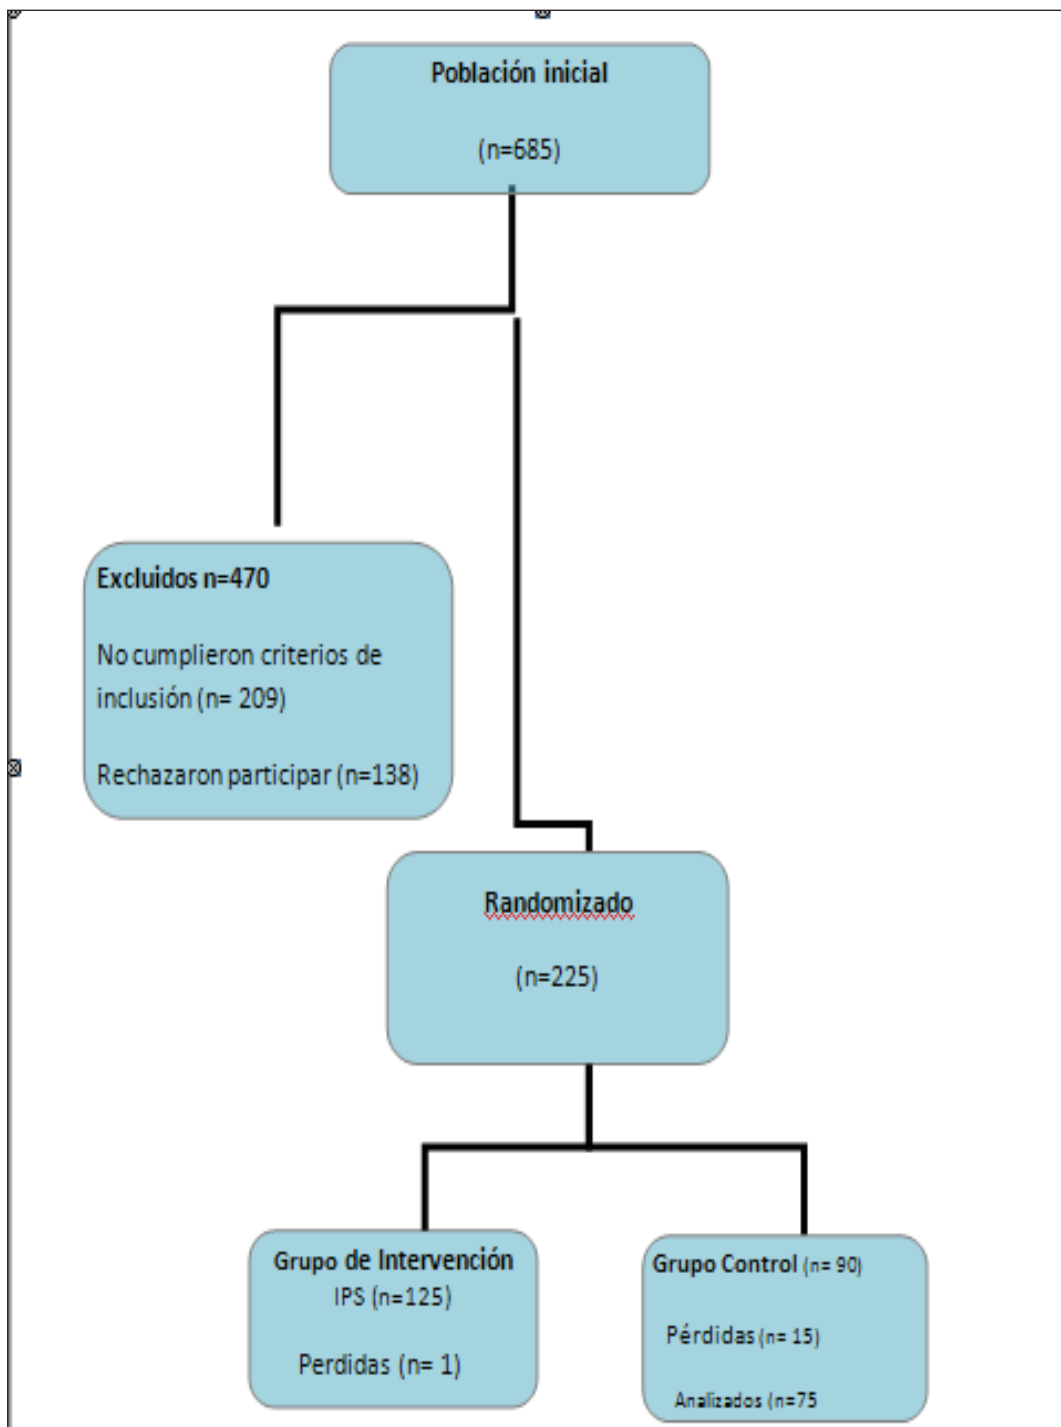 Población inicial
(n=685)
Excluidos n=470
No cumplieron criterios de
inclusión (n= 209)
Rechazaron participar (n=138)
Randomizado
(n=225)
Grupo de Intervención
IPS (n=125)
Perdidas (n= 1)
Grupo Control (n= 90)
Pérdidas (n= 15)
Analizados (n=75